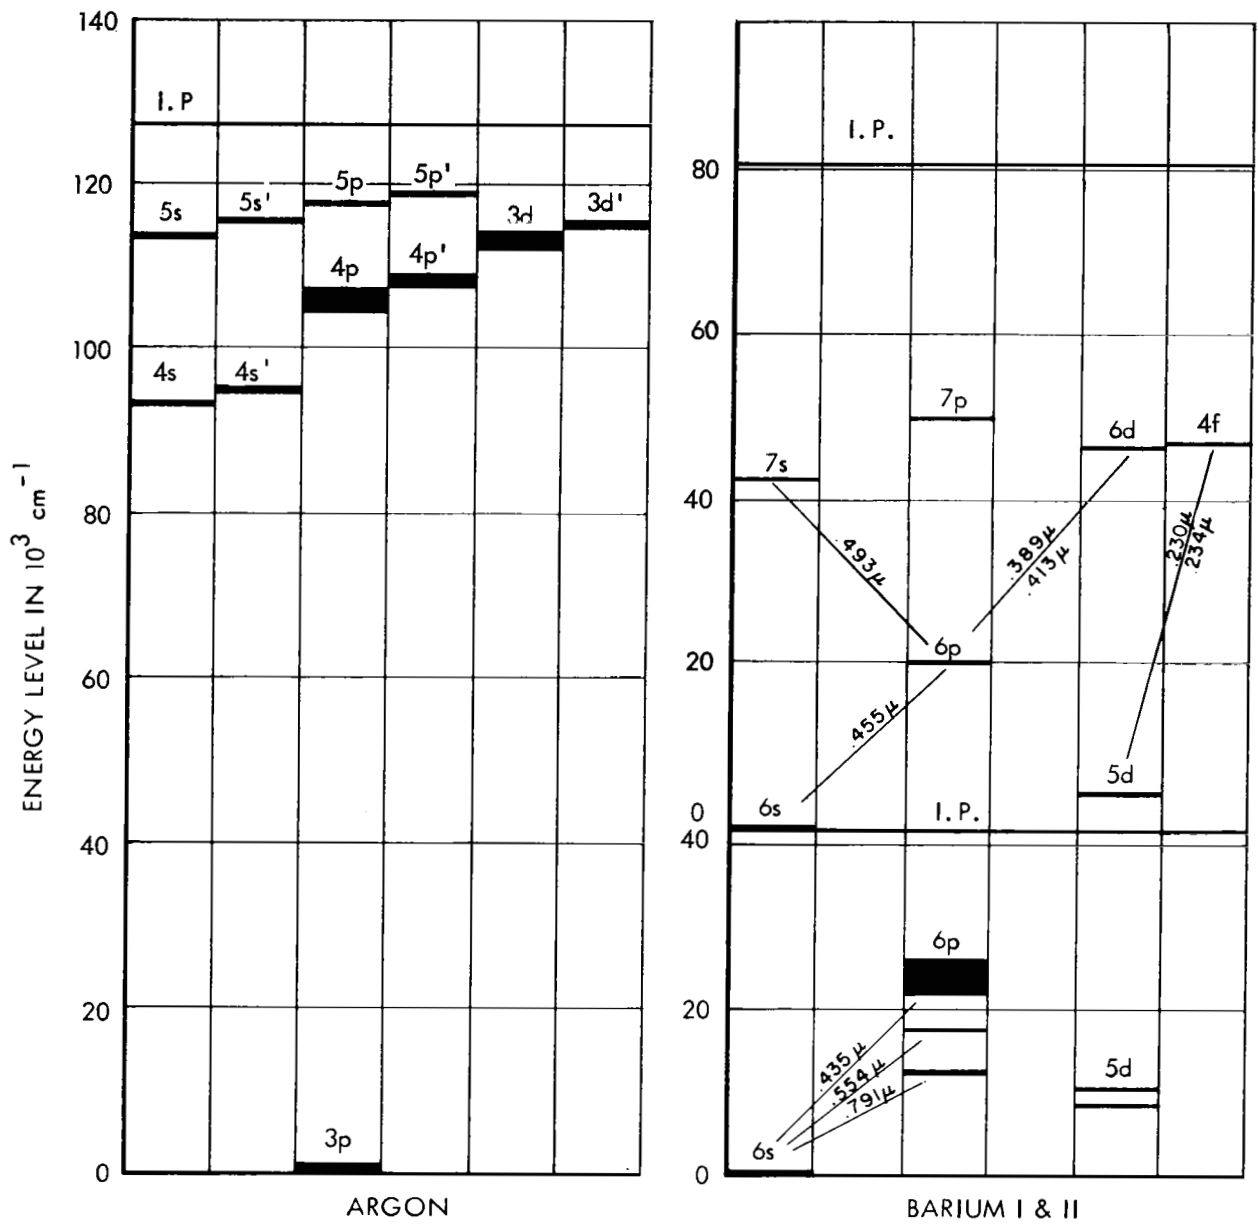 ENERGY LEVEL IN 10³ cm⁻¹
140
120
100
80
60
40
20
0
I. P
5s
5s'
5p
5p'
3d
3d'
4s
4s'
4p
4p'
3p
ARGON
80
60
40
20
0
40
20
0
I. P.
7s
7p
6d
4f
.493μ
.389μ
.413μ
.230μ
.234μ
6p
.455μ
6s
5d
I. P.
6p
.435μ
.554μ
.791μ
5d
6s
BARIUM I & II